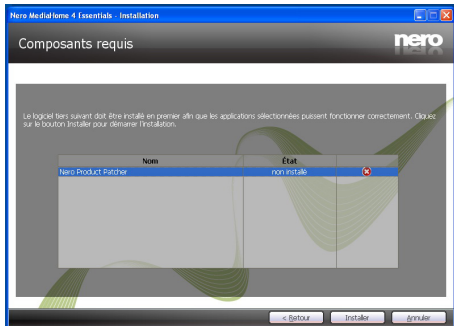 Nero MediaHome 4 Essentials - Installation
Composants requis
nero
Le logiciel tiers suivant doit être installé en premier afin que les applications sélectionnées puissent fonctionner correctement. Cliquez
sur le bouton Installer pour démarrer l'installation.
Nom État
Nero Product Patcher non installé
< Retour Installer Annuler